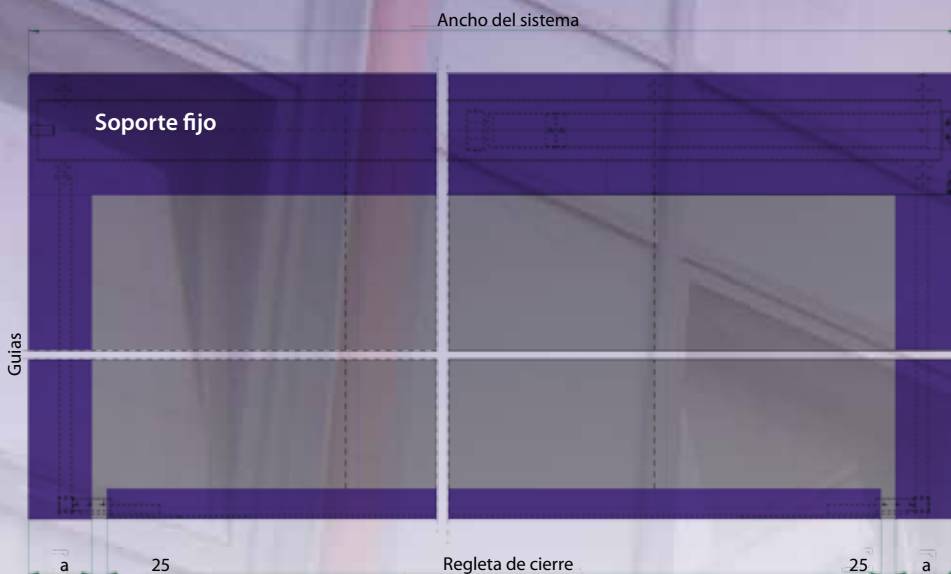 Ancho del sistema
Soporte fijo
Guias
a
25
Regleta de cierre
25
a